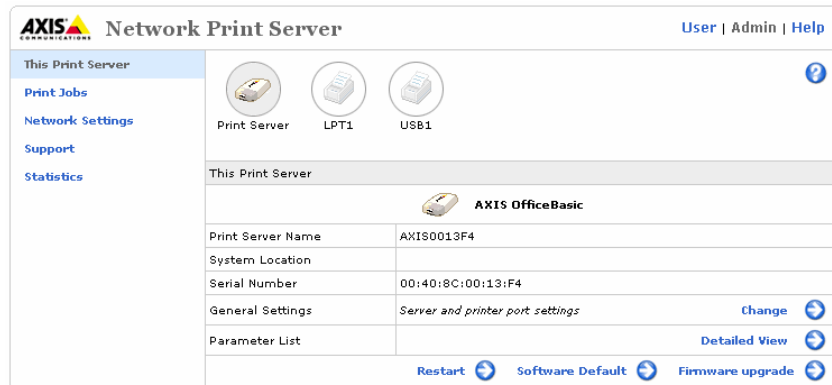 AXIS COMMUNICATIONS Network Print Server User | Admin | Help
This Print Server
Print Jobs
Network Settings
Support
Statistics
Print Server LPT1 USB1
This Print Server
AXIS OfficeBasic
Print Server Name AXIS0013F4
System Location
Serial Number 00:40:8C:00:13:F4
General Settings Server and printer port settings Change
Parameter List Detailed View
Restart Software Default Firmware upgrade